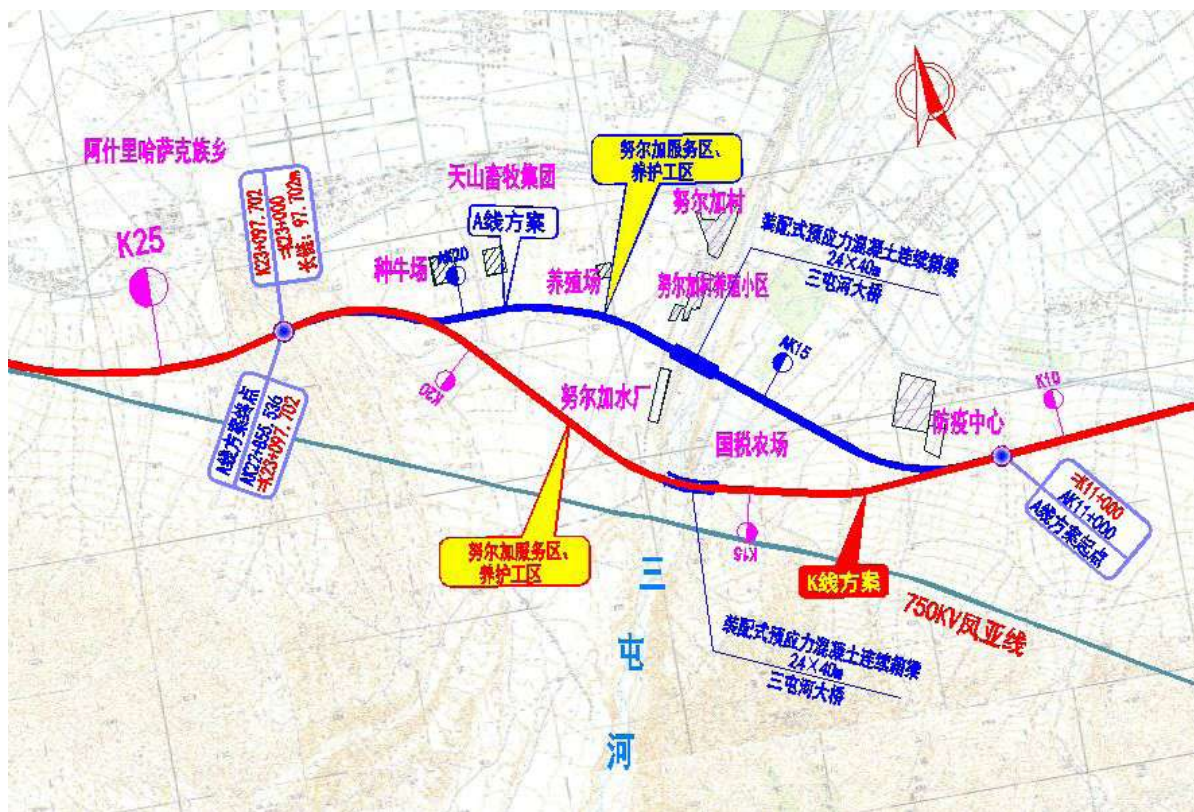 阿什里哈萨克族乡
K23+097.702
=K23+000
长链：97.702m
天山畜牧集团
努尔加服务区、
养护工区
努尔加村
装配式预应力混凝土连续箱梁
24×40m
三屯河大桥
K25
A线方案
种牛场
AK20
养殖场
努尔加村养殖小区
AK15
K10
K20
努尔加水厂
防疫中心
国税农场
A线方案终点
=K23+097.702
=K11+000
AK11+000
A线方案起点
K15
努尔加服务区、
养护工区
K线方案
750KV凤亚线
装配式预应力混凝土连续箱梁
24×40m
三屯河大桥
三
屯
河